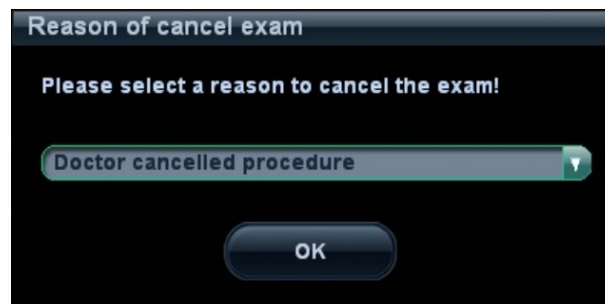 Reason of cancel exam
Please select a reason to cancel the exam!
Doctor cancelled procedure
OK